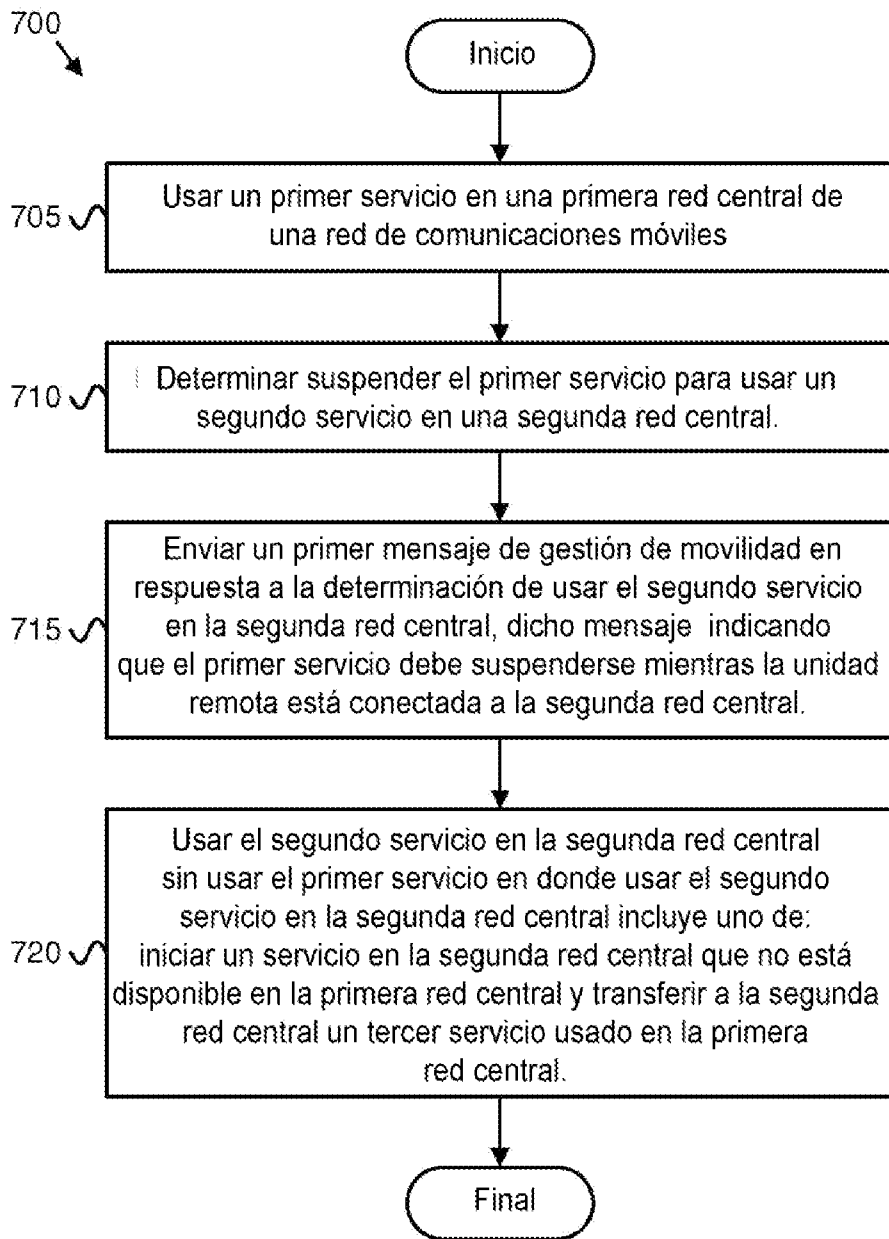 700
Inicio
705
Usar un primer servicio en una primera red central de
una red de comunicaciones móviles
710
Determinar suspender el primer servicio para usar un
segundo servicio en una segunda red central.
715
Enviar un primer mensaje de gestión de movilidad en
respuesta a la determinación de usar el segundo servicio
en la segunda red central, dicho mensaje indicando
que el primer servicio debe suspenderse mientras la unidad
remota está conectada a la segunda red central.
720
Usar el segundo servicio en la segunda red central
sin usar el primer servicio en donde usar el segundo
servicio en la segunda red central incluye uno de:
iniciar un servicio en la segunda red central que no está
disponible en la primera red central y transferir a la segunda
red central un tercer servicio usado en la primera
red central.
Final